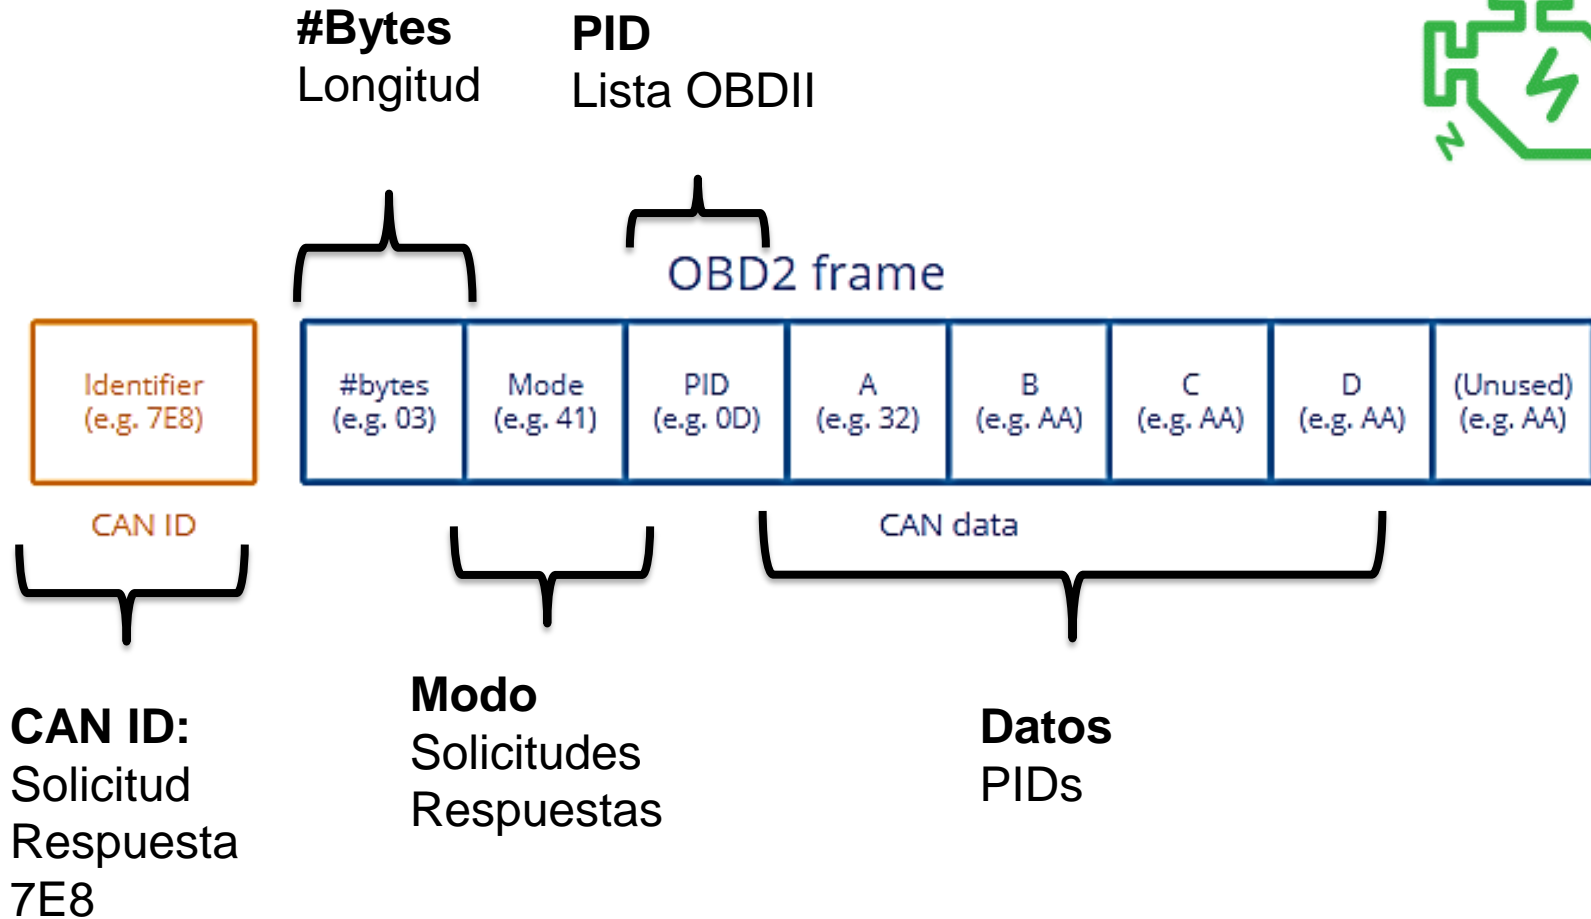 #Bytes
Longitud
PID
Lista OBDII
OBD2 frame
Identifier
(e.g. 7E8)
#bytes
(e.g. 03)
Mode
(e.g. 41)
PID
(e.g. 0D)
A
(e.g. 32)
B
(e.g. AA)
C
(e.g. AA)
D
(e.g. AA)
(Unused)
(e.g. AA)
CAN ID
CAN data
CAN ID:
Solicitud
Respuesta
7E8
Modo
Solicitudes
Respuestas
Datos
PIDs